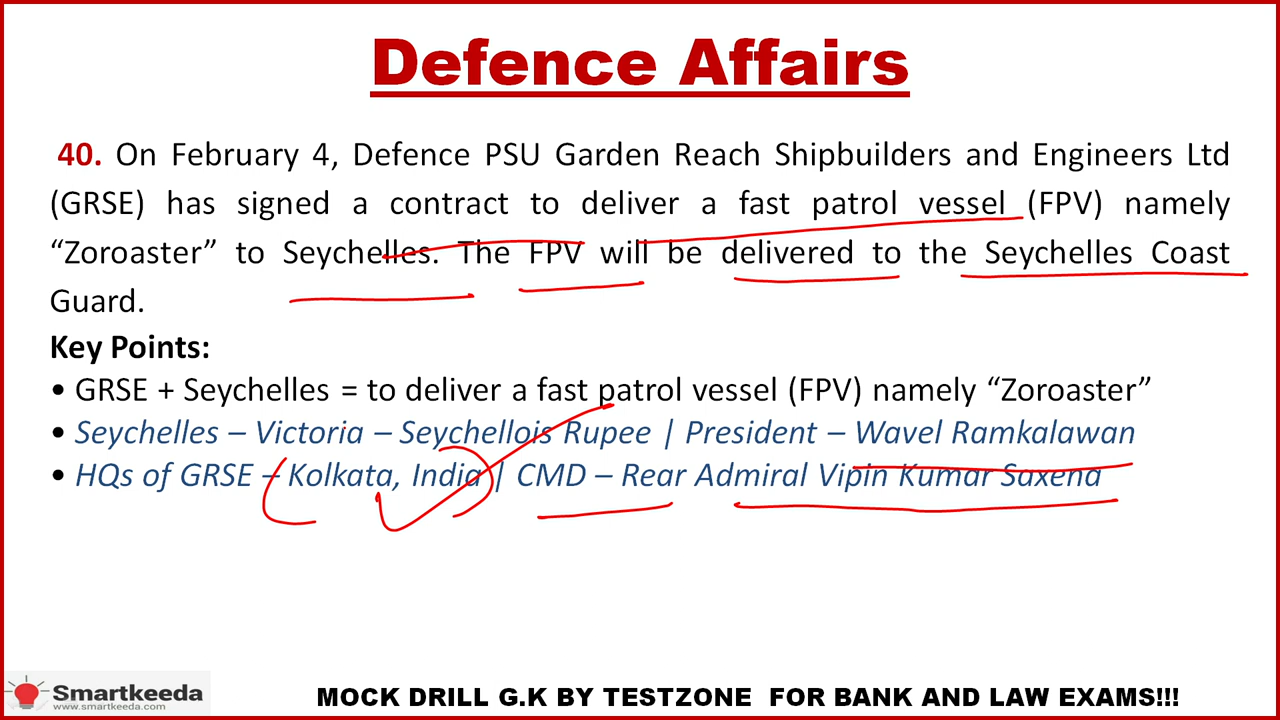 Defence Affairs
40. On February 4, Defence PSU Garden Reach Shipbuilders and Engineers Ltd
(GRSE) has signed a contract to deliver a fast patrol vessel (FPV) namely
“Zoroaster” to Seychelles. The FPV will be delivered to the Seychelles Coast
Guard.
Key Points:
• GRSE + Seychelles = to deliver a fast patrol vessel (FPV) namely “Zoroaster”
• Seychelles – Victoria – Seychellois Rupee | President – Wavel Ramkalawan
• HQs of GRSE – Kolkata, India | CMD – Rear Admiral Vipin Kumar Saxena
Smartkeeda
www.smartkeeda.com
MOCK DRILL G.K BY TESTZONE FOR BANK AND LAW EXAMS!!!